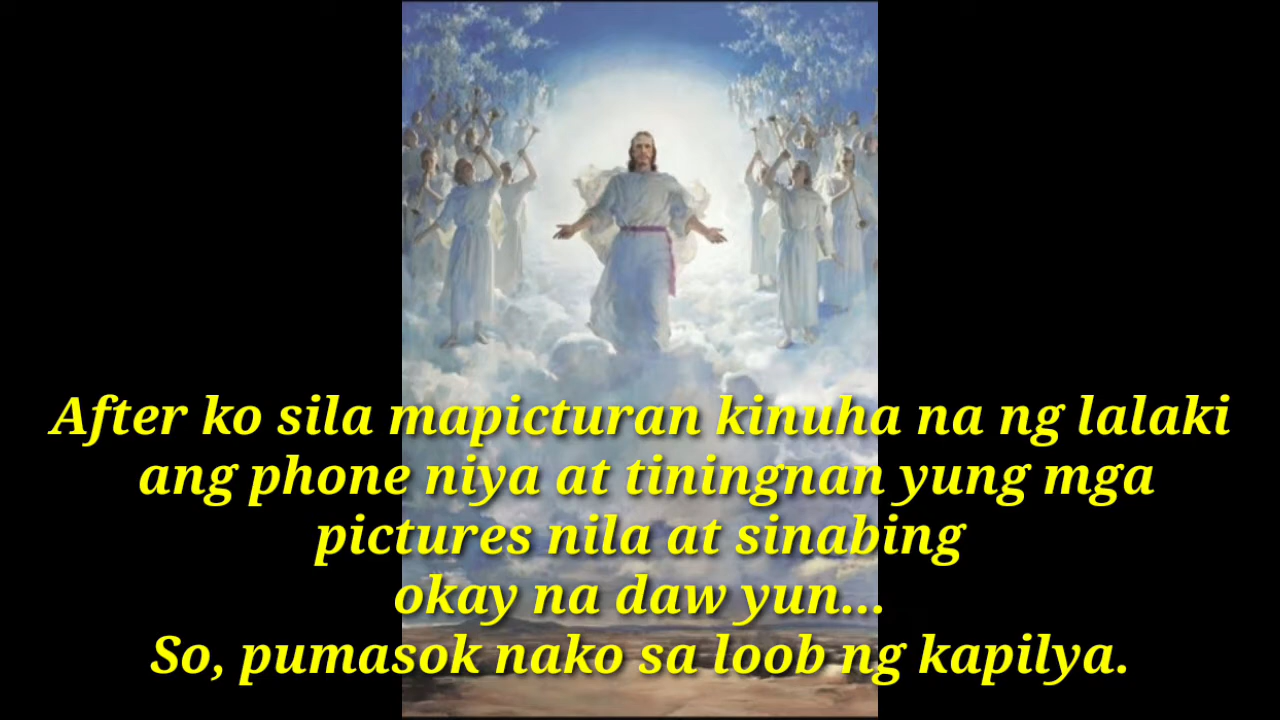 After ko sila mapicturan kinuha na ng lalaki
ang phone niya at tiningnan yung mga
pictures nila at sinabing
okay na daw yun...
So, pumasok nako sa loob ng kapilya.